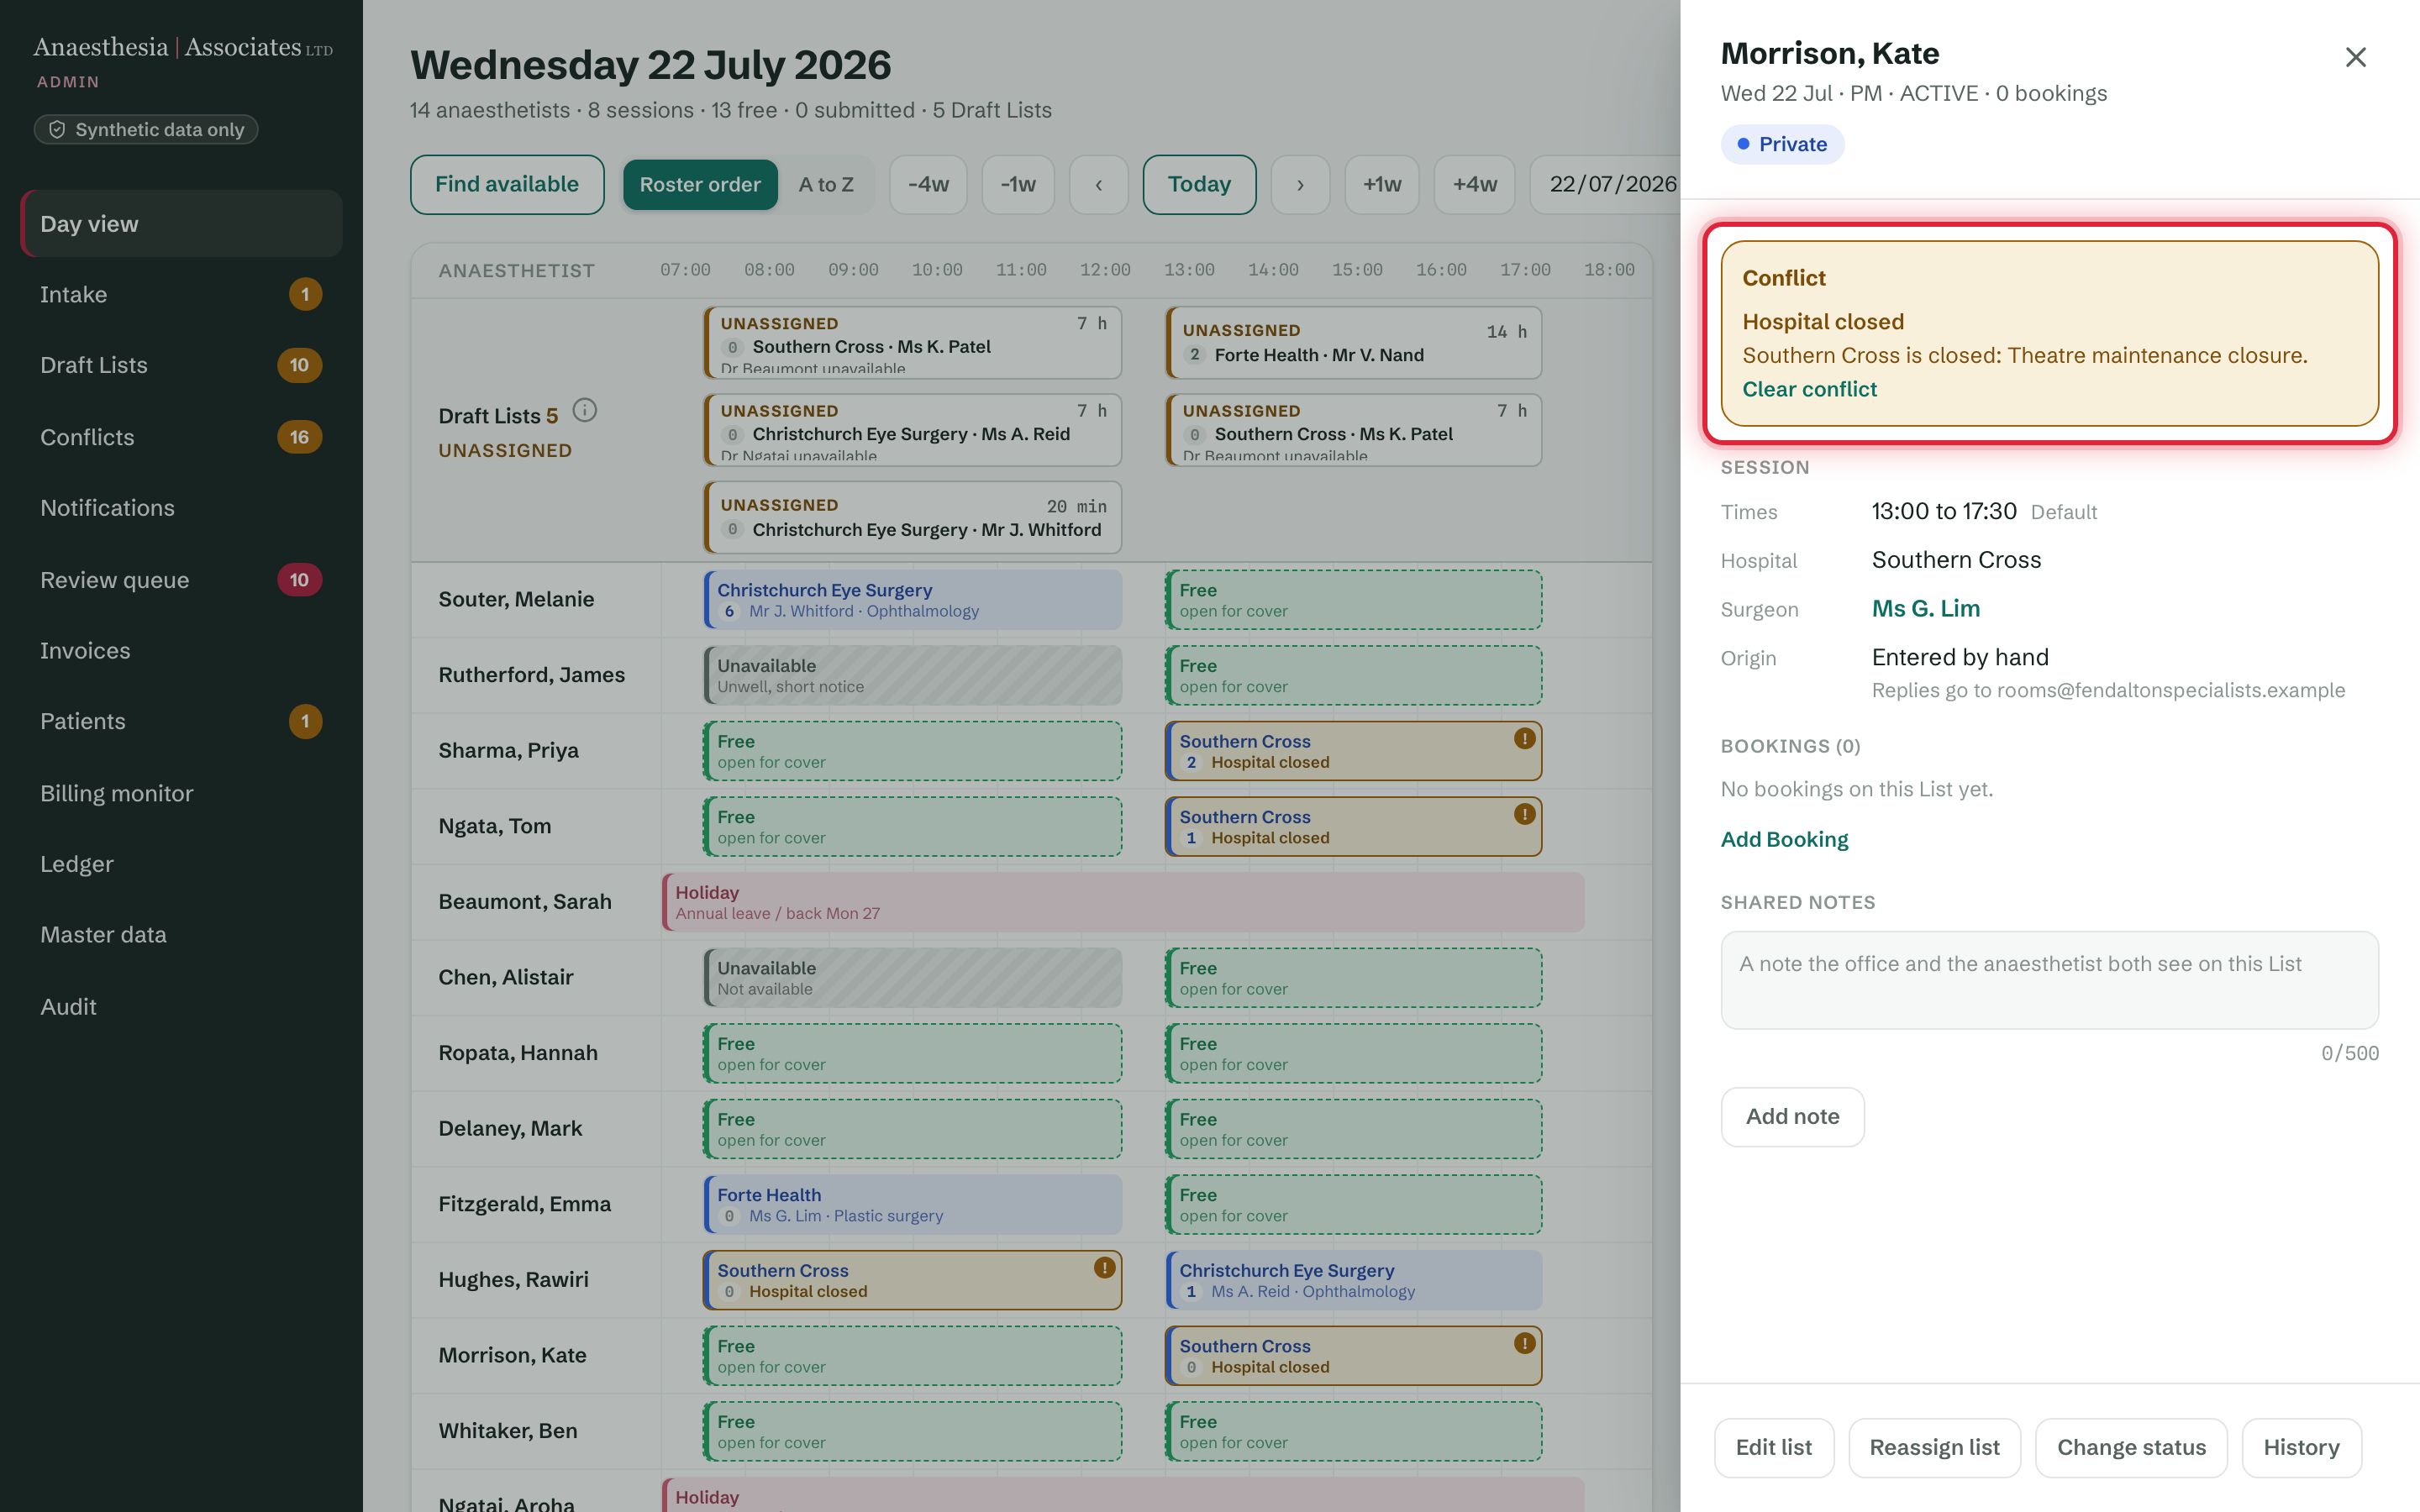 Anaesthesia | Associates LTD
ADMIN
Synthetic data only
Day view
Intake 1
Draft Lists 10
Conflicts 16
Notifications
Review queue 10
Invoices
Patients 1
Billing monitor
Ledger
Master data
Audit
Wednesday 22 July 2026
14 anaesthetists · 8 sessions · 13 free · 0 submitted · 5 Draft Lists
Find available Roster order A to Z -4w -1w ‹ Today › +1w +4w 22/07/2026
ANAESTHETIST 07:00 08:00 09:00 10:00 11:00 12:00 13:00 14:00 15:00 16:00 17:00 18:00
Draft Lists 5
UNASSIGNED
UNASSIGNED 7 h
0 Southern Cross · Ms K. Patel
Dr Beaumont unavailable
UNASSIGNED 14 h
2 Forte Health · Mr V. Nand
UNASSIGNED 7 h
0 Christchurch Eye Surgery · Ms A. Reid
Dr Ngatai unavailable
UNASSIGNED 7 h
0 Southern Cross · Ms K. Patel
Dr Beaumont unavailable
UNASSIGNED 20 min
0 Christchurch Eye Surgery · Mr J. Whitford
Souter, Melanie
Christchurch Eye Surgery
6 Mr J. Whitford · Ophthalmology
Free
open for cover
Rutherford, James
Unavailable
Unwell, short notice
Free
open for cover
Sharma, Priya
Free
open for cover
Southern Cross !
2 Hospital closed
Ngata, Tom
Free
open for cover
Southern Cross !
1 Hospital closed
Beaumont, Sarah
Holiday
Annual leave / back Mon 27
Chen, Alistair
Unavailable
Not available
Free
open for cover
Ropata, Hannah
Free
open for cover
Free
open for cover
Delaney, Mark
Free
open for cover
Free
open for cover
Fitzgerald, Emma
Forte Health
0 Ms G. Lim · Plastic surgery
Free
open for cover
Hughes, Rawiri
Southern Cross !
0 Hospital closed
Christchurch Eye Surgery
1 Ms A. Reid · Ophthalmology
Morrison, Kate
Free
open for cover
Southern Cross !
0 Hospital closed
Whitaker, Ben
Free
open for cover
Free
open for cover
Ngatai, Aroha
Holiday
Morrison, Kate
Wed 22 Jul · PM · ACTIVE · 0 bookings
Private
Conflict
Hospital closed
Southern Cross is closed: Theatre maintenance closure.
Clear conflict
SESSION
Times 13:00 to 17:30 Default
Hospital Southern Cross
Surgeon Ms G. Lim
Origin Entered by hand
Replies go to rooms@fendaltonspecialists.example
BOOKINGS (0)
No bookings on this List yet.
Add Booking
SHARED NOTES
A note the office and the anaesthetist both see on this List
0/500
Add note
Edit list Reassign list Change status History